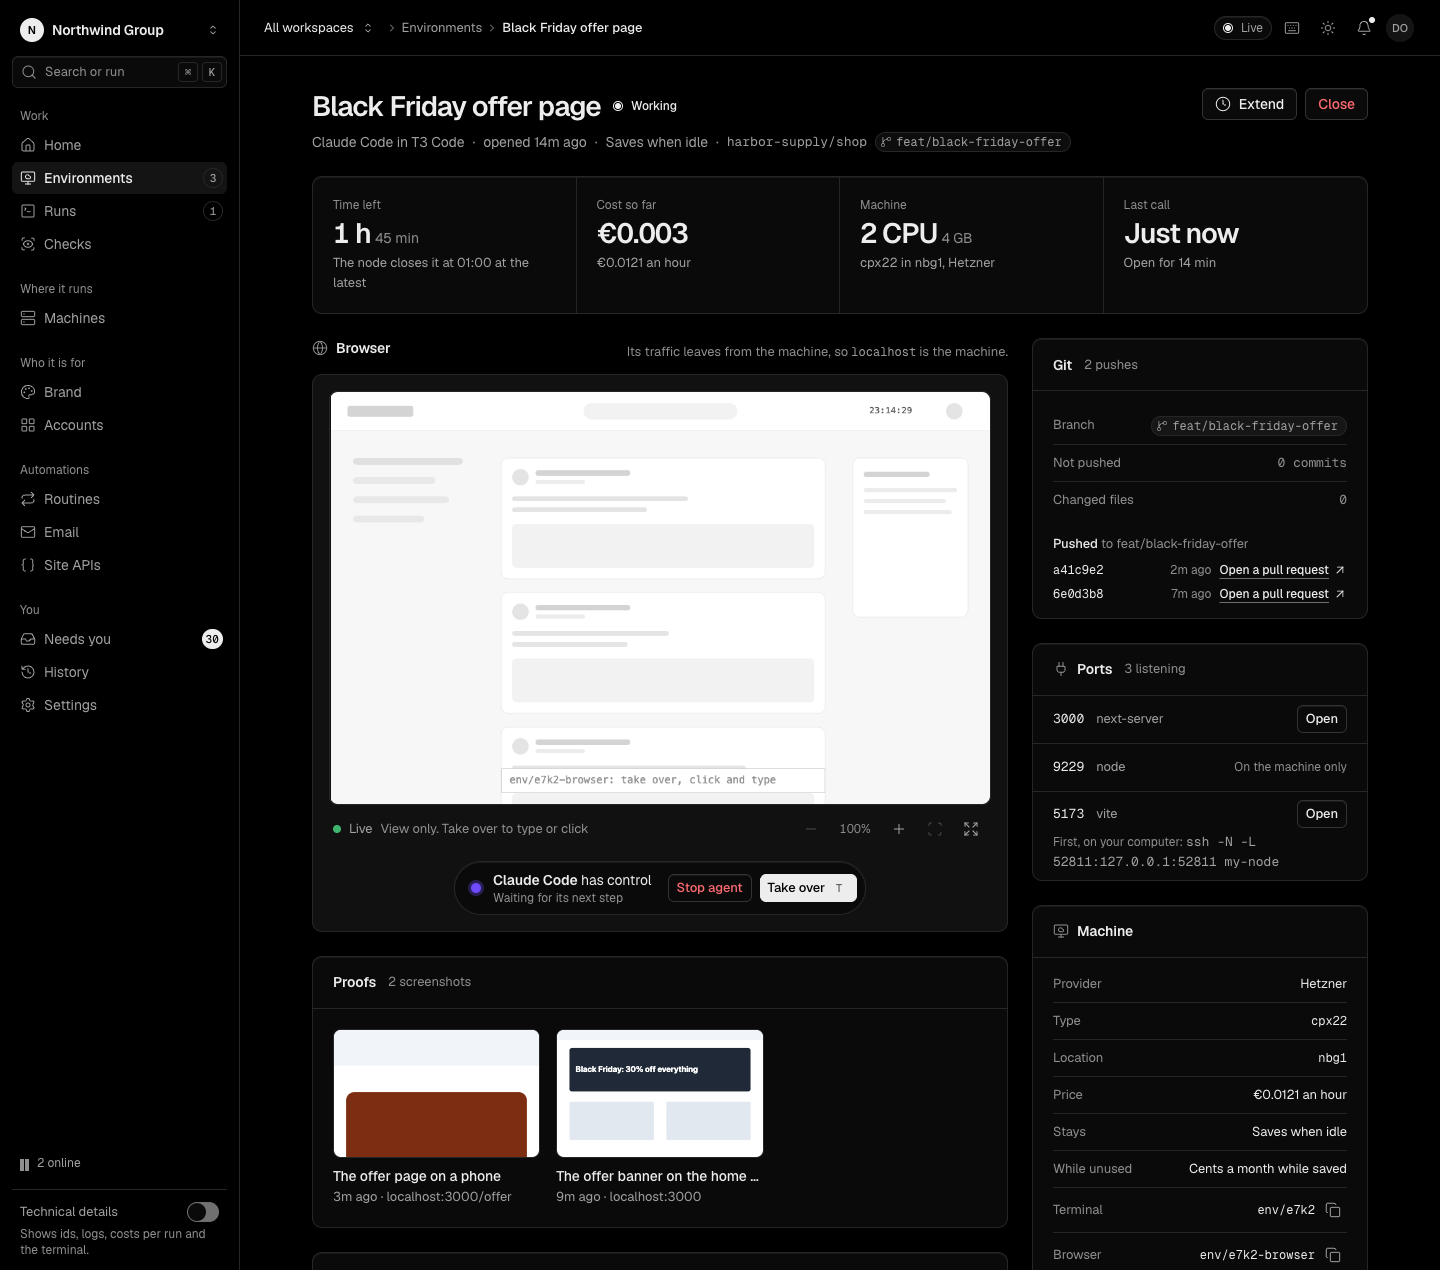 N Northwind Group
Search or run ⌘ K
Work
Home
Environments 3
Runs 1
Checks
Where it runs
Machines
Who it is for
Brand
Accounts
Automations
Routines
Email
Site APIs
You
Needs you 30
History
Settings
2 online
Technical details
Shows ids, logs, costs per run and
the terminal.
All workspaces > Environments > Black Friday offer page
Live
DO
Black Friday offer page Working
Extend
Close
Claude Code in T3 Code · opened 14m ago · Saves when idle · harbor-supply/shop feat/black-friday-offer
Time left
1 h 45 min
The node closes it at 01:00 at the
latest
Cost so far
€0.003
€0.0121 an hour
Machine
2 CPU 4 GB
cpx22 in nbg1, Hetzner
Last call
Just now
Open for 14 min
Browser
Its traffic leaves from the machine, so localhost is the machine.
23:14:29
env/e7k2-browser: take over, click and type
Live View only. Take over to type or click
100%
Claude Code has control
Waiting for its next step
Stop agent
Take over T
Proofs 2 screenshots
The offer page on a phone
3m ago · localhost:3000/offer
Black Friday: 30% off everything
The offer banner on the home ...
9m ago · localhost:3000
Git 2 pushes
Branch feat/black-friday-offer
Not pushed 0 commits
Changed files 0
Pushed to feat/black-friday-offer
a41c9e2 2m ago Open a pull request
6e0d3b8 7m ago Open a pull request
Ports 3 listening
3000 next-server Open
9229 node On the machine only
5173 vite Open
First, on your computer: ssh -N -L
52811:127.0.0.1:52811 my-node
Machine
Provider Hetzner
Type cpx22
Location nbg1
Price €0.0121 an hour
Stays Saves when idle
While unused Cents a month while saved
Terminal env/e7k2
Browser env/e7k2-browser